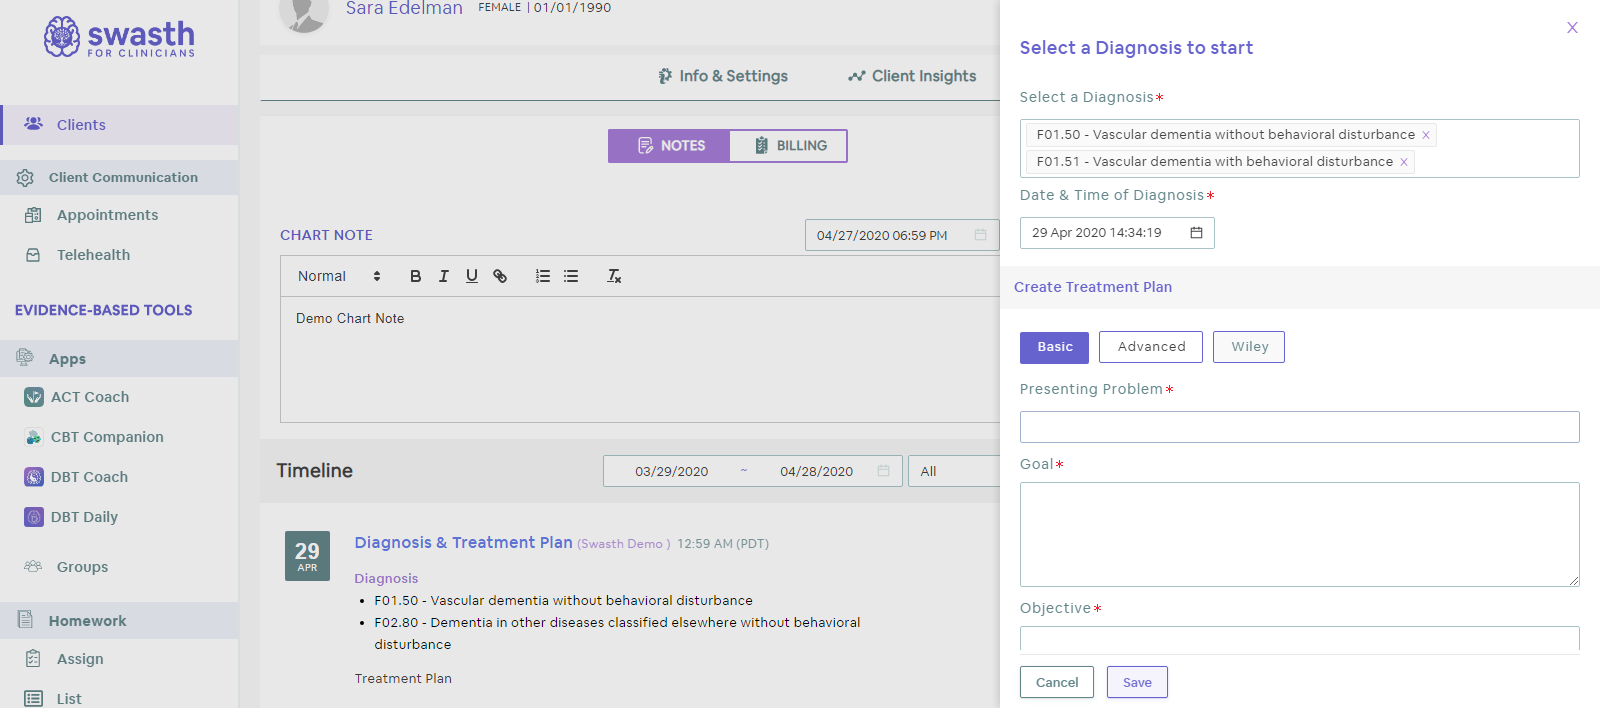 swasth
FOR CLINICIANS
Clients
Client Communication
Appointments
Telehealth
EVIDENCE-BASED TOOLS
Apps
ACT Coach
CBT Companion
DBT Coach
DBT Daily
Groups
Homework
Assign
List
Sara Edelman FEMALE | 01/01/1990
Info & Settings Client Insights
NOTES BILLING
CHART NOTE 04/27/2020 06:59 PM
Normal B I U Tx
Demo Chart Note
Timeline 03/29/2020 ~ 04/28/2020 All
29
APR
Diagnosis & Treatment Plan (Swasth Demo ) 12:59 AM (PDT)
Diagnosis
• F01.50 - Vascular dementia without behavioral disturbance
• F02.80 - Dementia in other diseases classified elsewhere without behavioral
disturbance
Treatment Plan
X
Select a Diagnosis to start
Select a Diagnosis*
F01.50 - Vascular dementia without behavioral disturbance X
F01.51 - Vascular dementia with behavioral disturbance X
Date & Time of Diagnosis*
29 Apr 2020 14:34:19
Create Treatment Plan
Basic Advanced Wiley
Presenting Problem*
Goal*
Objective*
Cancel Save